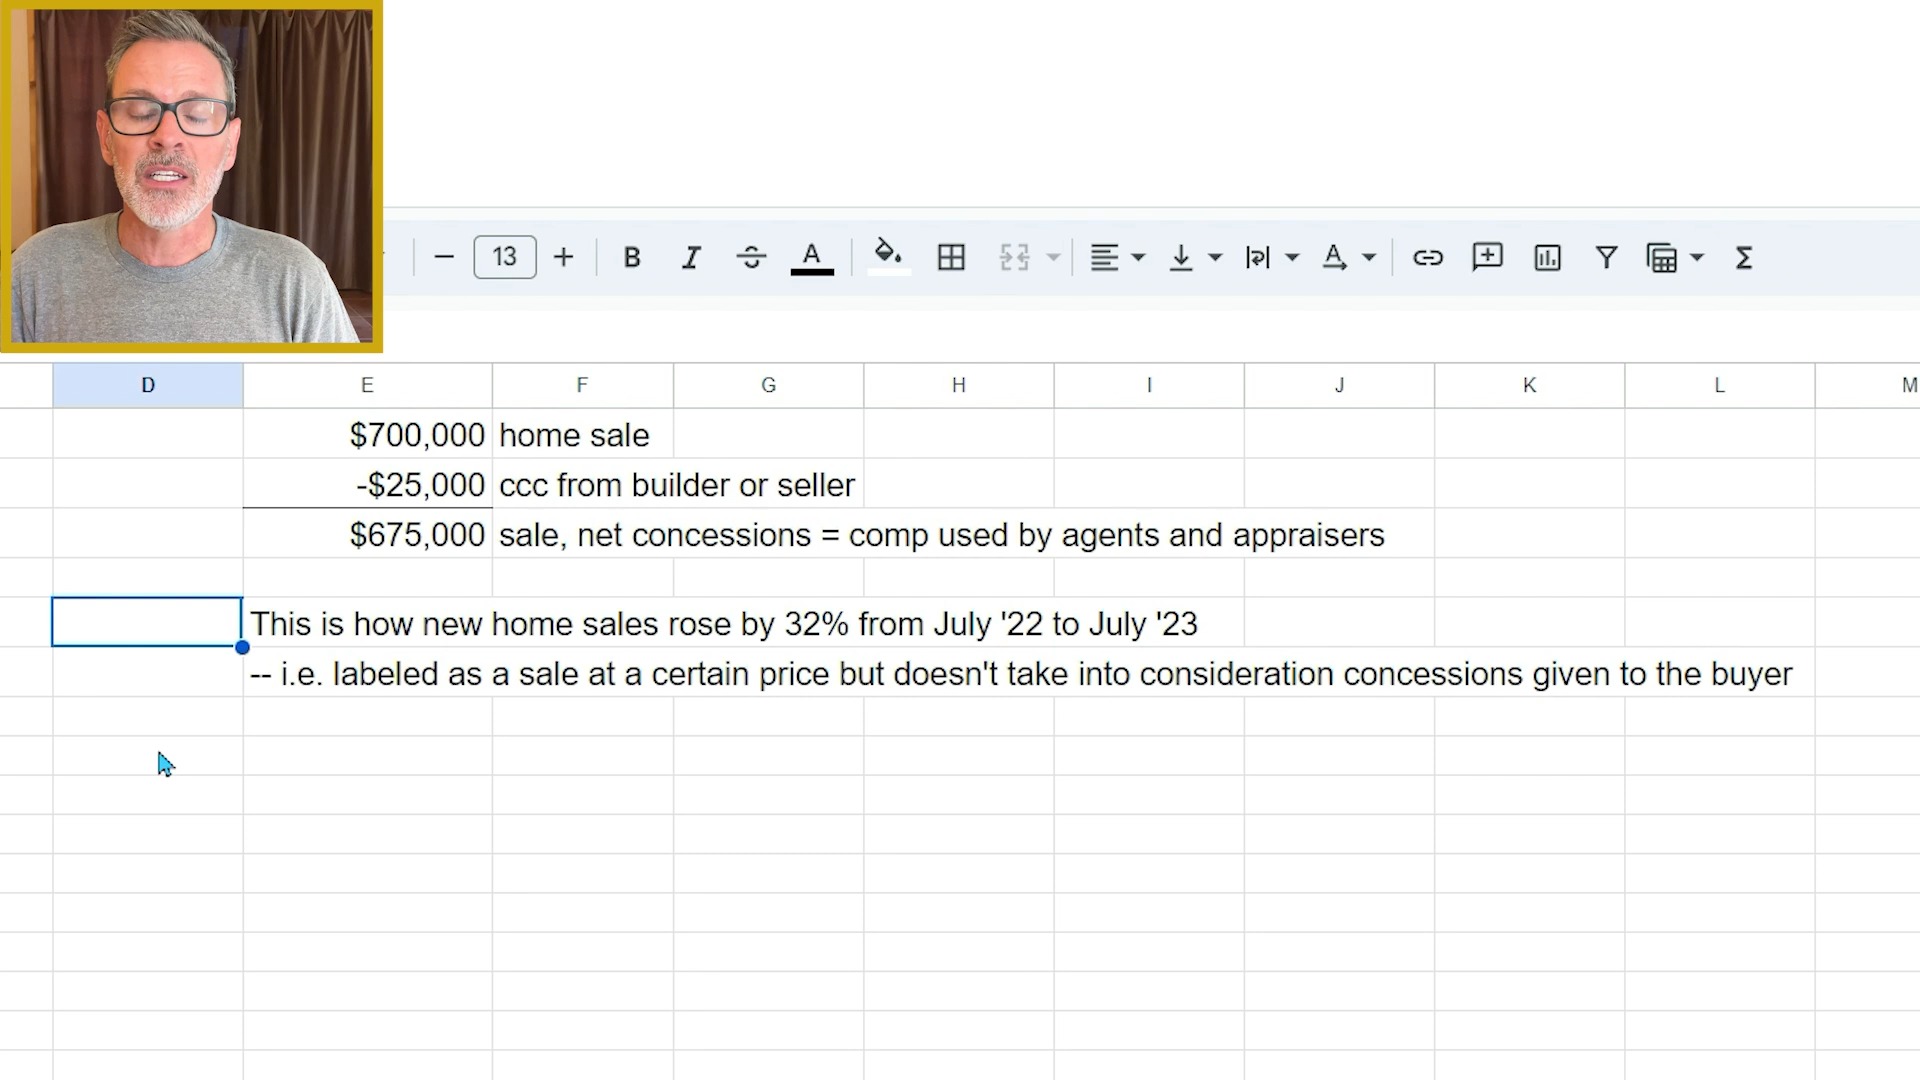 13
B I A A Σ
D E F G H I J K L M
$700,000 home sale
-$25,000 ccc from builder or seller
$675,000 sale, net concessions = comp used by agents and appraisers
This is how new home sales rose by 32% from July '22 to July '23
-- i.e. labeled as a sale at a certain price but doesn't take into consideration concessions given to the buyer